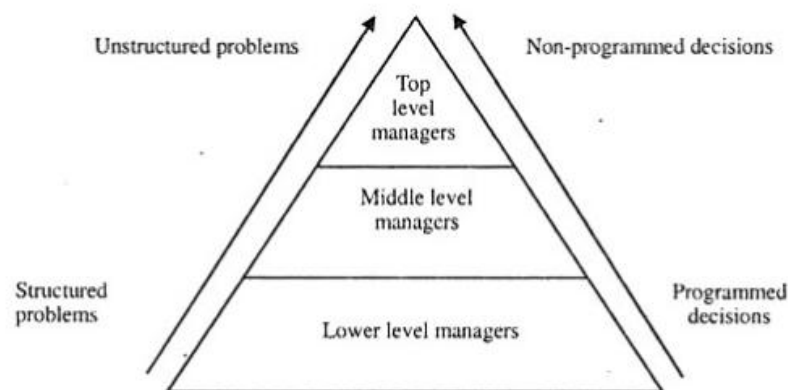 Unstructured problems
Non-programmed decisions
Top
level
managers
Middle level
managers
Structured
problems
Programmed
decisions
Lower level managers